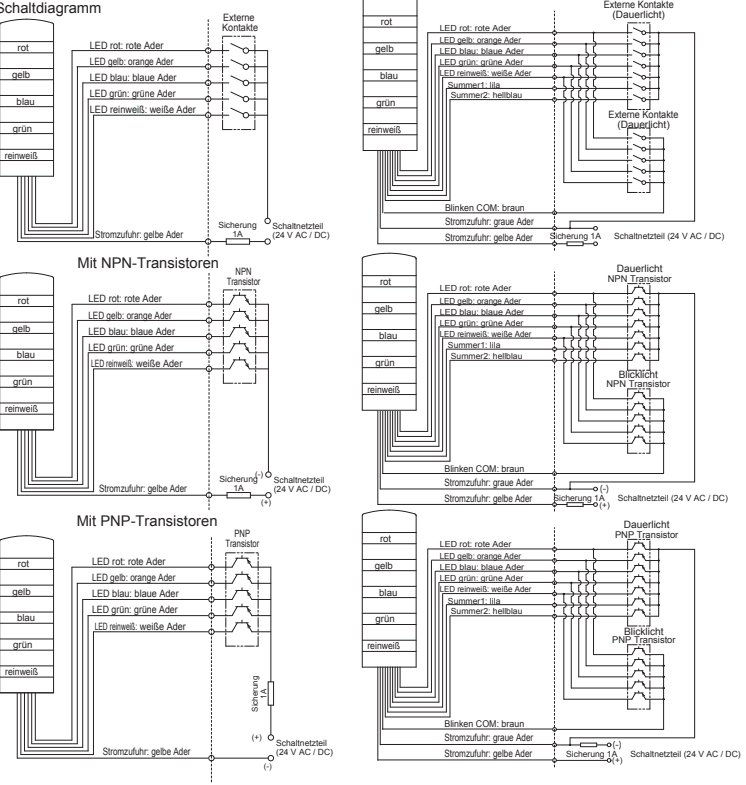 Schaltdiagramm
Externe
Kontakte
rot
gelb
blau
grün
reinweiß
LED rot: rote Ader
LED gelb: orange Ader
LED blau: blaue Ader
LED grün: grüne Ader
LED reinweiß: weiße Ader
Stromzufuhr: gelbe Ader
Sicherung
1A
Schaltnetzteil
(24 V AC / DC)
Externe Kontakte
(Dauerlicht)
rot
gelb
blau
grün
reinweiß
LED rot: rote Ader
LED gelb: orange Ader
LED blau: blaue Ader
LED grün: grüne Ader
LED reinweiß: weiße Ader
Summer1: lila
Summer2: hellblau
Externe Kontakte
(Dauerlicht)
Blinken COM: braun
Stromzufuhr: graue Ader
Stromzufuhr: gelbe Ader
Sicherung 1A
Schaltnetzteil (24 V AC / DC)
Mit NPN-Transistoren
NPN
Transistor
rot
gelb
blau
grün
reinweiß
LED rot: rote Ader
LED gelb: orange Ader
LED blau: blaue Ader
LED grün: grüne Ader
LED reinweiß: weiße Ader
Stromzufuhr: gelbe Ader
Sicherung
1A
(-)
(+)
Schaltnetzteil
(24 V AC / DC)
Dauerlicht
NPN Transistor
rot
gelb
blau
grün
reinweiß
LED rot: rote Ader
LED gelb: orange Ader
LED blau: blaue Ader
LED grün: grüne Ader
LED reinweiß: weiße Ader
Summer1: lila
Summer2: hellblau
Blicklicht
NPN Transistor
Blinken COM: braun
Stromzufuhr: graue Ader
Stromzufuhr: gelbe Ader
Sicherung 1A
(-)
(+)
Schaltnetzteil (24 V AC / DC)
Mit PNP-Transistoren
PNP
Transistor
rot
gelb
blau
grün
reinweiß
LED rot: rote Ader
LED gelb: orange Ader
LED blau: blaue Ader
LED grün: grüne Ader
LED reinweiß: weiße Ader
Sicherung
1A
Stromzufuhr: gelbe Ader
(+)
(-)
Schaltnetzteil
(24 V AC / DC)
Dauerlicht
PNP Transistor
rot
gelb
blau
grün
reinweiß
LED rot: rote Ader
LED gelb: orange Ader
LED blau: blaue Ader
LED grün: grüne Ader
LED reinweiß: weiße Ader
Summer1: lila
Summer2: hellblau
Blicklicht
PNP Transistor
Blinken COM: braun
Stromzufuhr: graue Ader
Stromzufuhr: gelbe Ader
Sicherung 1A
(-)
(+)
Schaltnetzteil (24 V AC / DC)